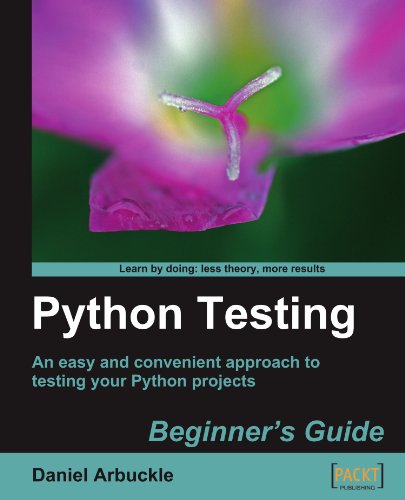 Learn by doing: less theory, more results
Python Testing
An easy and convenient approach to
testing your Python projects
Beginner's Guide
Daniel Arbuckle
PACKT
PUBLISHING